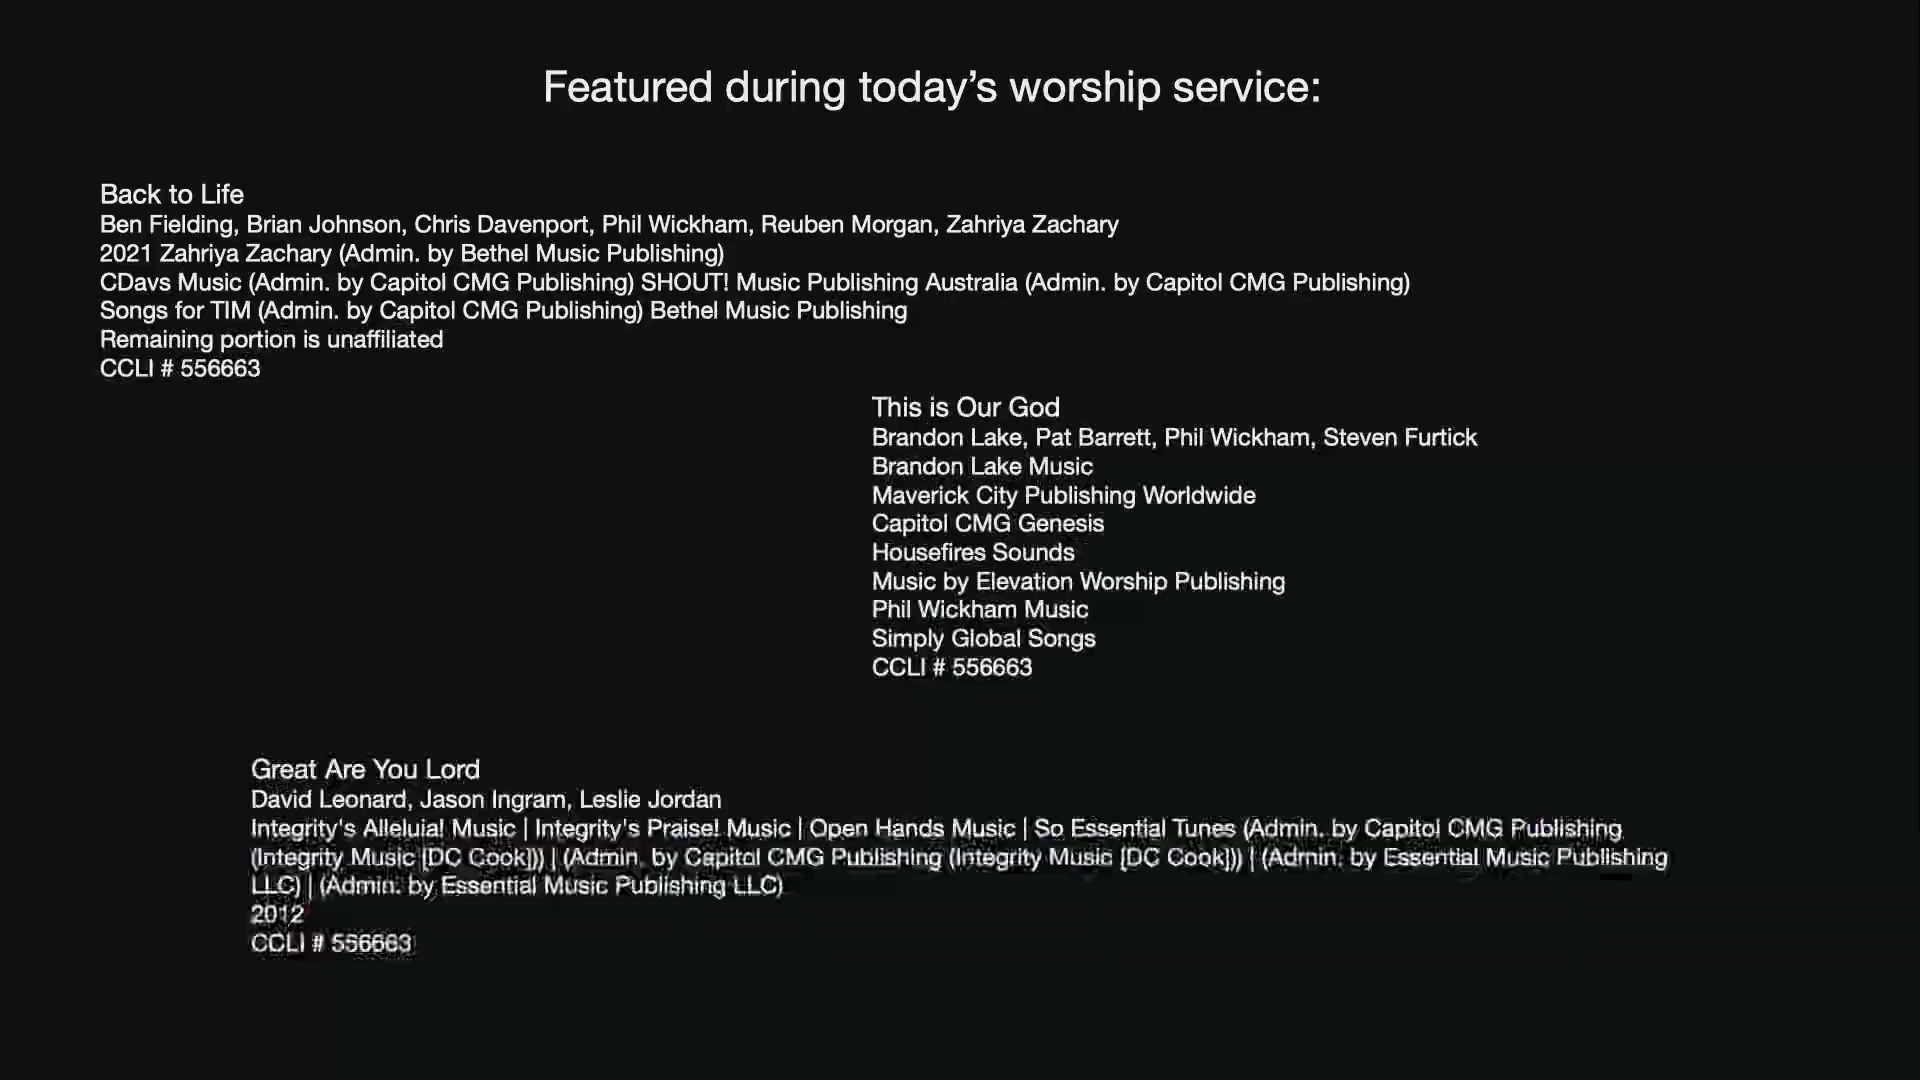 Featured during today’s worship service:
Back to Life
Ben Fielding, Brian Johnson, Chris Davenport, Phil Wickham, Reuben Morgan, Zahriya Zachary
2021 Zahriya Zachary (Admin. by Bethel Music Publishing)
CDavs Music (Admin. by Capitol CMG Publishing) SHOUT! Music Publishing Australia (Admin. by Capitol CMG Publishing)
Songs for TIM (Admin. by Capitol CMG Publishing) Bethel Music Publishing
Remaining portion is unaffiliated
CCLI # 556663
This is Our God
Brandon Lake, Pat Barrett, Phil Wickham, Steven Furtick
Brandon Lake Music
Maverick City Publishing Worldwide
Capitol CMG Genesis
Housefires Sounds
Music by Elevation Worship Publishing
Phil Wickham Music
Simply Global Songs
CCLI # 556663
Great Are You Lord
David Leonard, Jason Ingram, Leslie Jordan
Integrity's Alleluia! Music | Integrity's Praise! Music | Open Hands Music | So Essential Tunes (Admin. by Capitol CMG Publishing
(Integrity Music [DC Cook])) | (Admin. by Capitol CMG Publishing (Integrity Music [DC Cook])) | (Admin. by Essential Music Publishing
LLC) | (Admin. by Essential Music Publishing LLC)
2012
CCLI # 556663